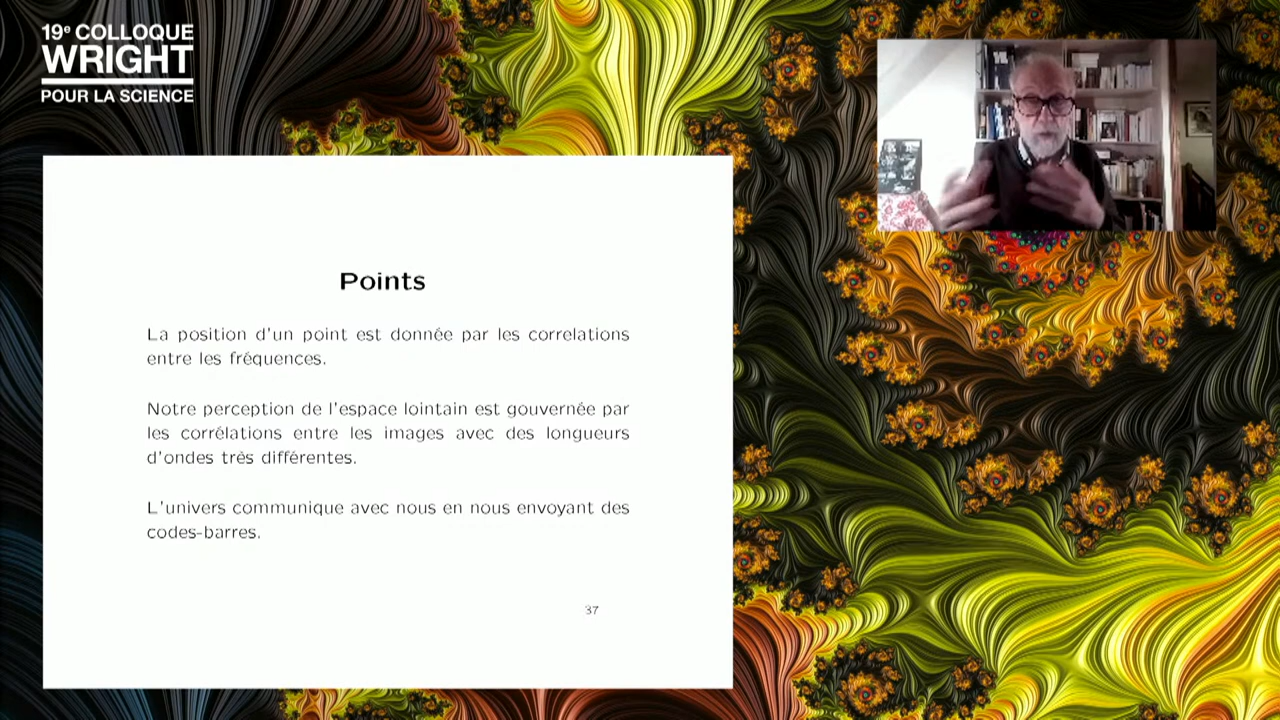 19e COLLOQUE
WRIGHT
POUR LA SCIENCE
Points
La position d'un point est donnée par les correlations
entre les fréquences.
Notre perception de l'espace lointain est gouvernée par
les corrélations entre les images avec des longueurs
d'ondes très différentes.
L'univers communique avec nous en nous envoyant des
codes-barres.
37